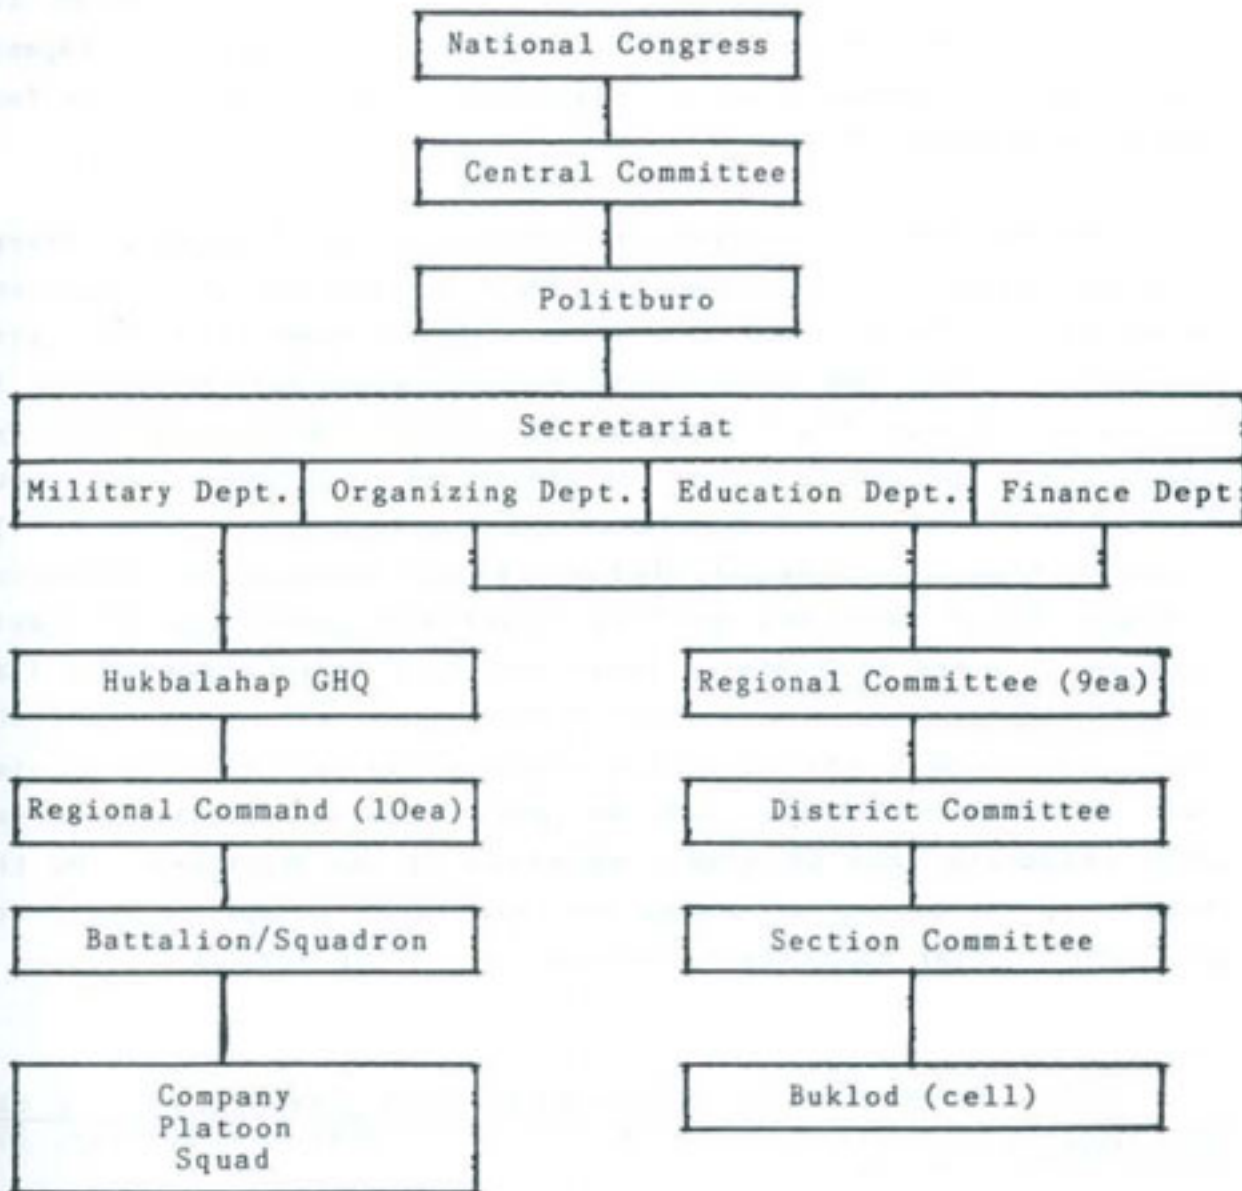 National Congress
Central Committee
Politburo
Secretariat
Military Dept. Organizing Dept. Education Dept. Finance Dept
Hukbalahap GHQ Regional Committee (9ea)
Regional Command (10ea) District Committee
Battalion/Squadron Section Committee
Company Buklod (cell)
Platoon
Squad